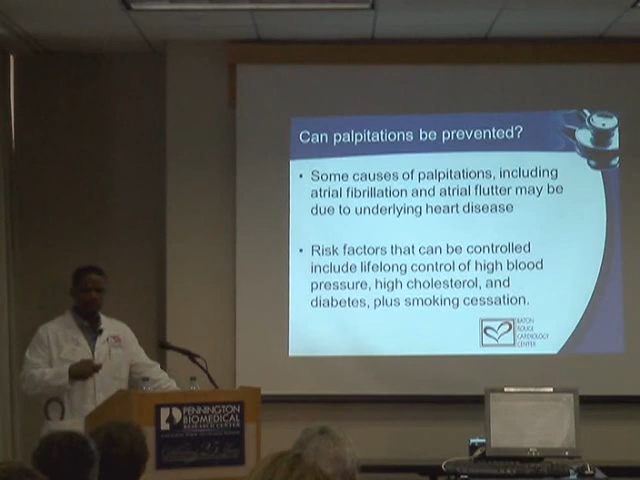 Can palpitations be prevented?
• Some causes of palpitations, including
atrial fibrillation and atrial flutter may be
due to underlying heart disease
• Risk factors that can be controlled
include lifelong control of high blood
pressure, high cholesterol, and
diabetes, plus smoking cessation.
BATON
ROUGE
CARDIOLOGY
CENTER
PENNINGTON
BIOMEDICAL
RESEARCH CENTER